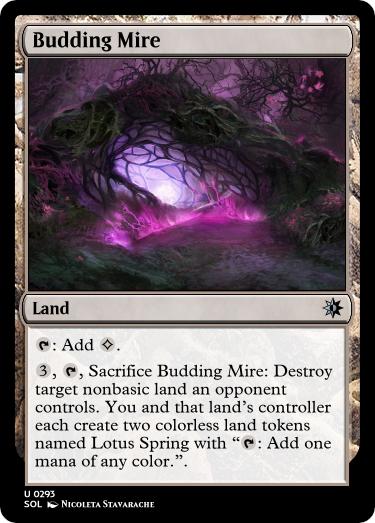 Budding Mire
Land
: Add .
3, , Sacrifice Budding Mire: Destroy
target nonbasic land an opponent
controls. You and that land's controller
each create two colorless land tokens
named Lotus Spring with “: Add one
mana of any color.”.
U 0293
SOL Nicoleta Stavarache